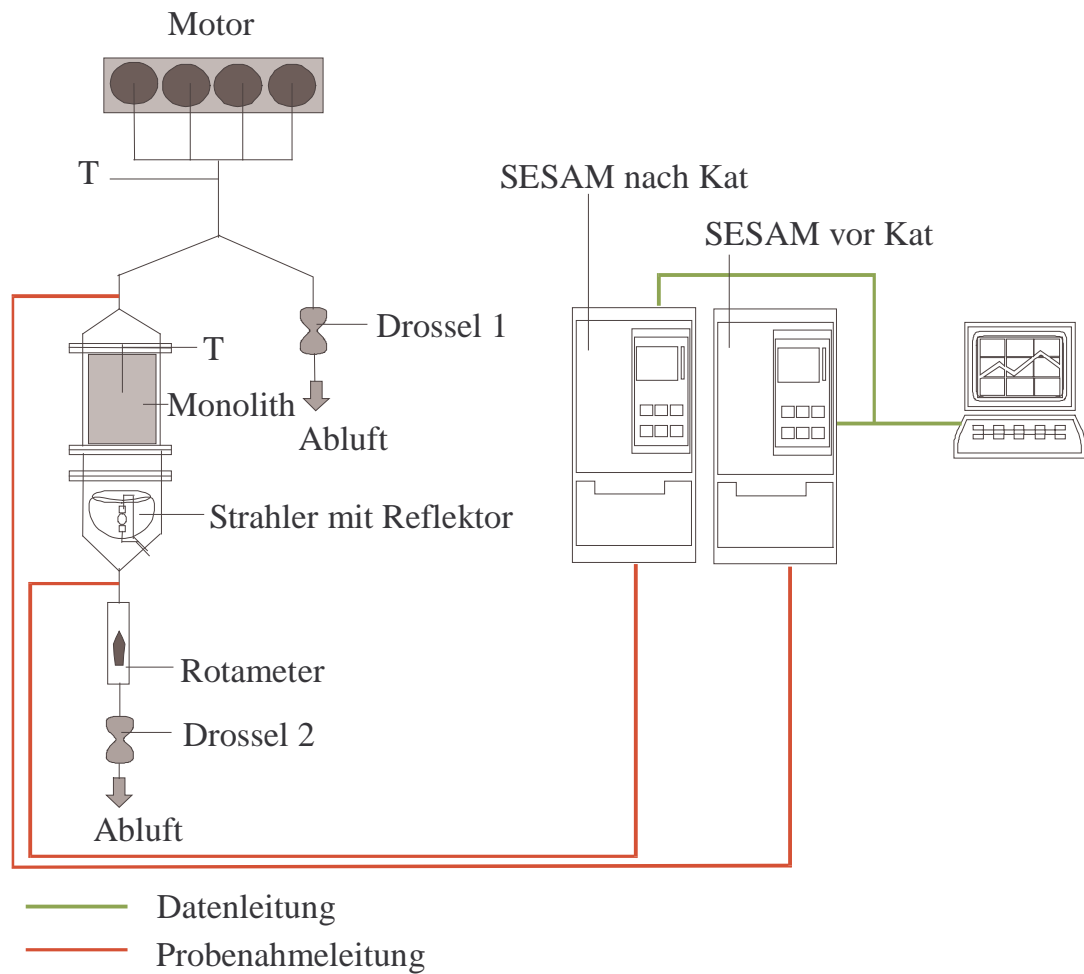 Motor
T
SESAM nach Kat
SESAM vor Kat
Drossel 1
T
Monolith
Abluft
Strahler mit Reflektor
Rotameter
Drossel 2
Abluft
Datenleitung
Probenahmeleitung